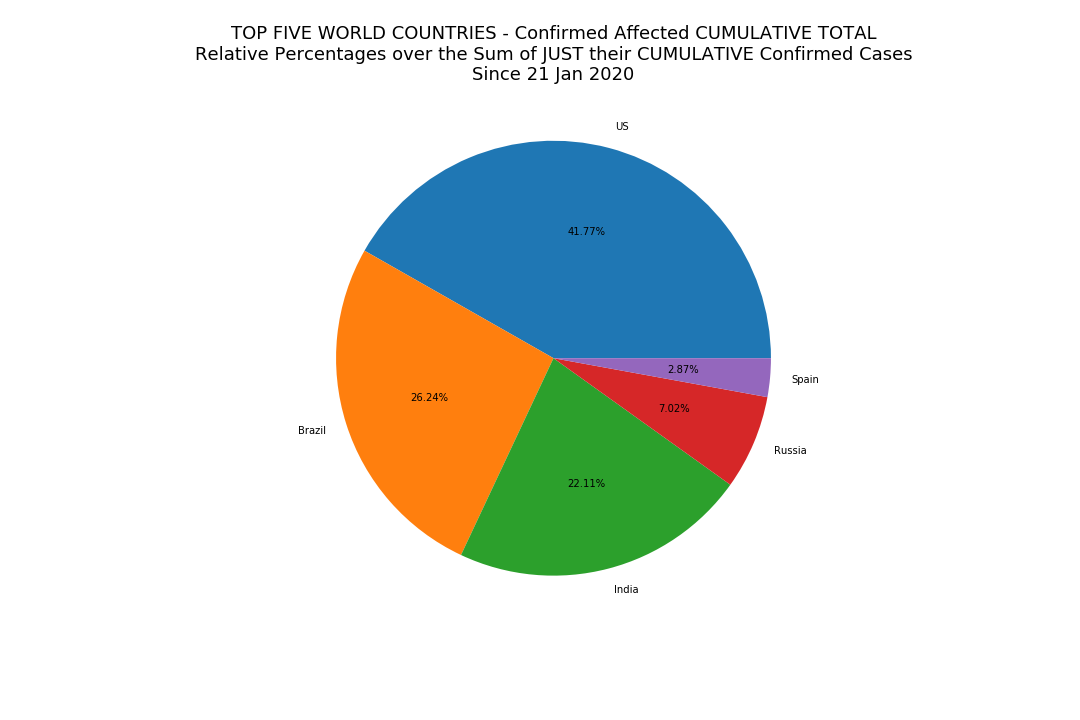 TOP FIVE WORLD COUNTRIES - Confirmed Affected CUMULATIVE TOTAL
Relative Percentages over the Sum of JUST their CUMULATIVE Confirmed Cases
Since 21 Jan 2020
US
41.77%
2.87%
Spain
26.24%
7.02%
Brazil
Russia
22.11%
India